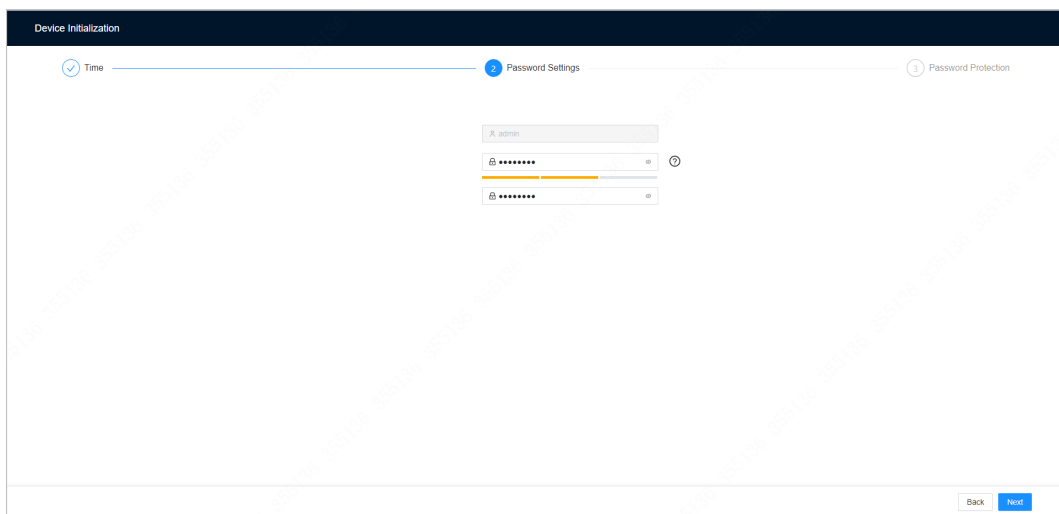 Device Initialization
Time
2 Password Settings
3 Password Protection
admin
••••••••
••••••••
Back Next